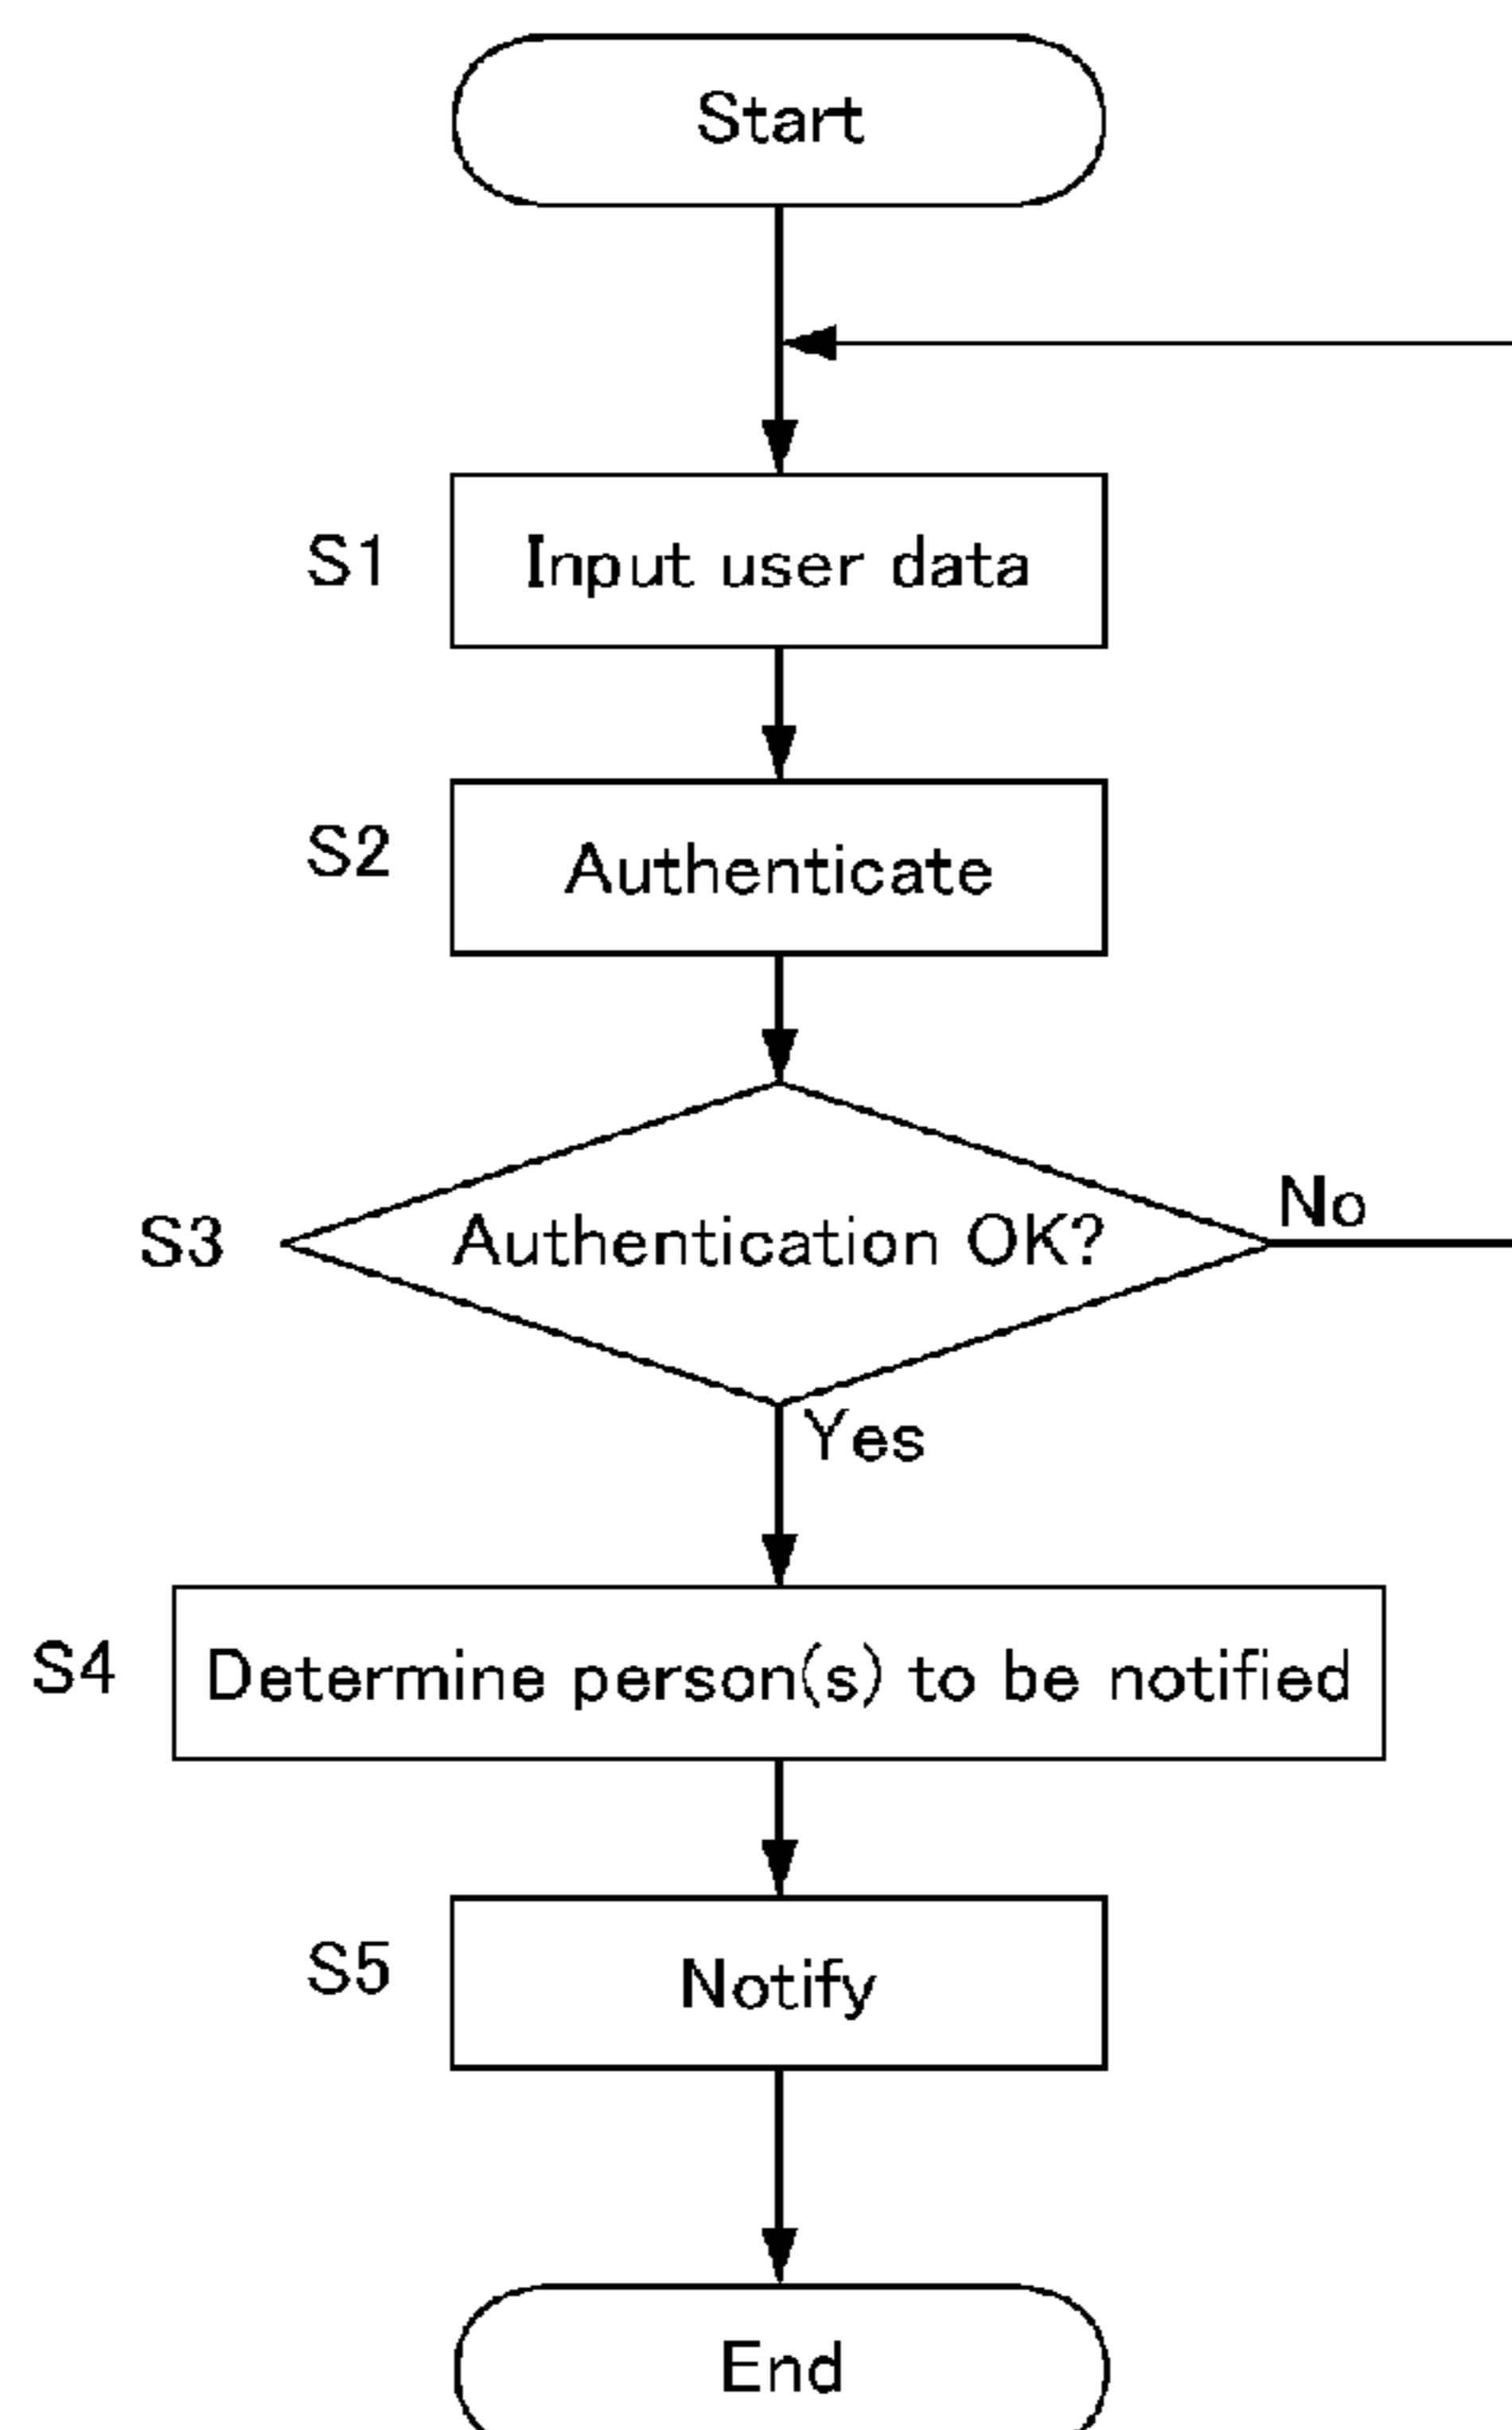 Start
S1 Input user data
S2 Authenticate
S3 Authentication OK? No
Yes
S4 Determine person(s) to be notified
S5 Notify
End